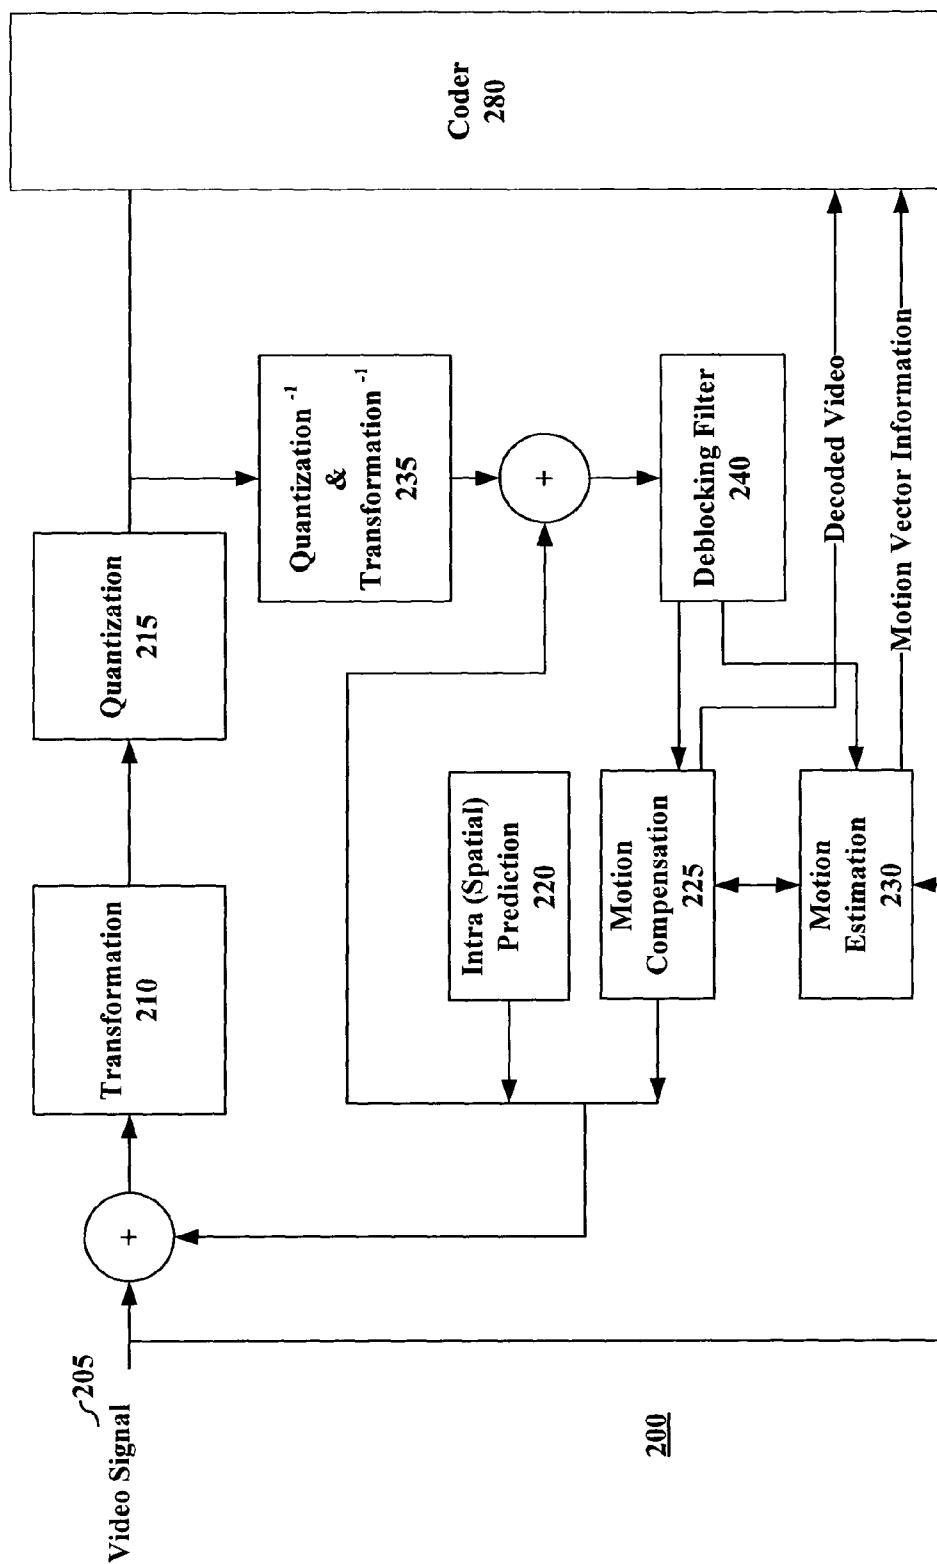 Video Signal
205
+
Transformation
210
Quantization
215
Coder
280
Quantization -1
&
Transformation -1
235
+
Intra (Spatial)
Prediction
220
Motion
Compensation
225
Deblocking Filter
240
Decoded Video
Motion
Estimation
230
Motion Vector Information
200